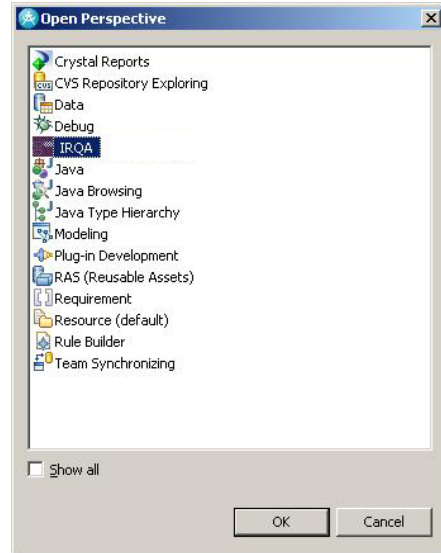 Open Perspective
Crystal Reports
CVS Repository Exploring
Data
Debug
IRQA
Java
Java Browsing
Java Type Hierarchy
Modeling
Plug-in Development
RAS (Reusable Assets)
Requirement
Resource (default)
Rule Builder
Team Synchronizing
Show all
OK Cancel